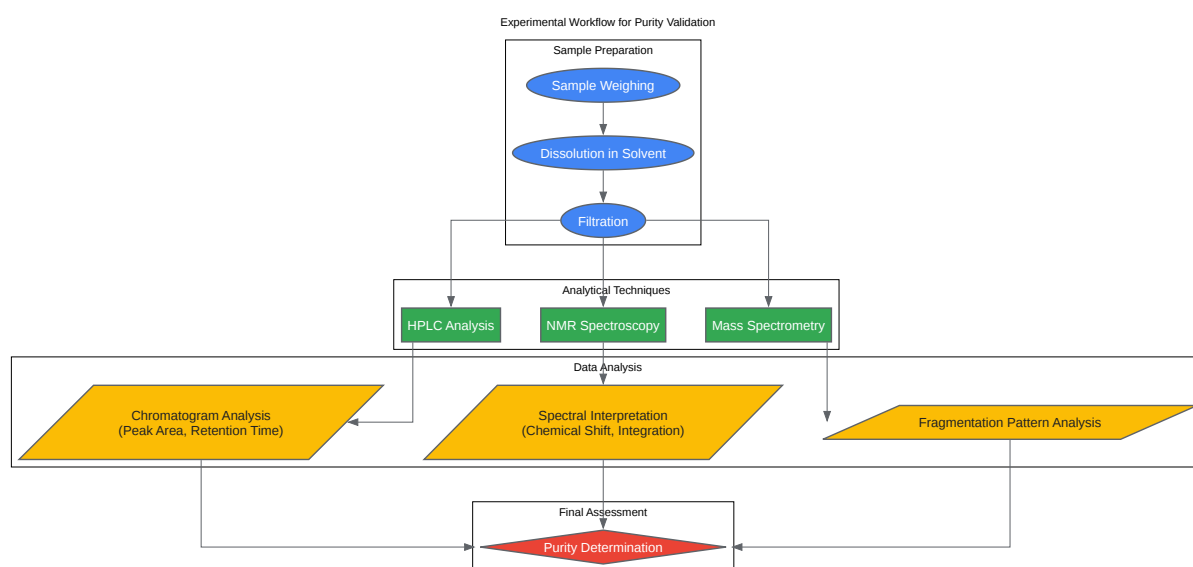 Experimental Workflow for Purity Validation
Sample Preparation
Sample Weighing
Dissolution in Solvent
Filtration
Analytical Techniques
HPLC Analysis
NMR Spectroscopy
Mass Spectrometry
Data Analysis
Chromatogram Analysis
(Peak Area, Retention Time)
Spectral Interpretation
(Chemical Shift, Integration)
Fragmentation Pattern Analysis
Final Assessment
Purity Determination